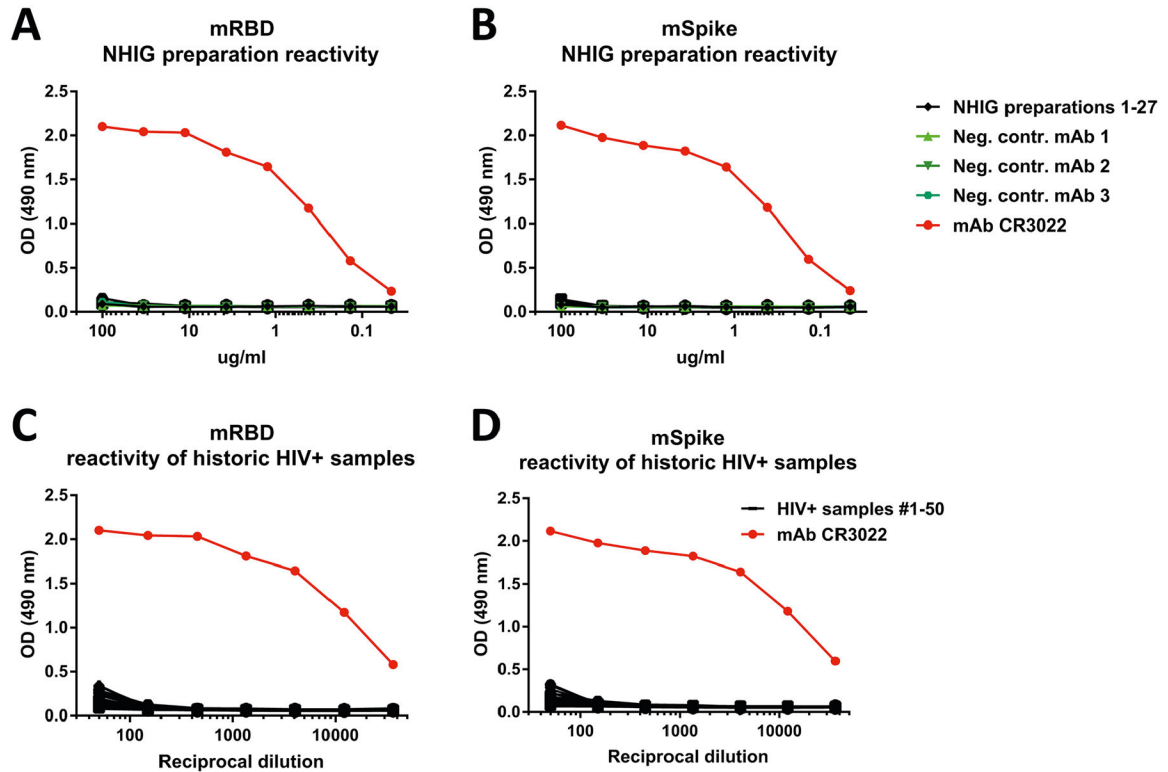 A
mRBD
NHIG preparation reactivity
2.5
2.0
1.5
1.0
0.5
0.0
OD (490 nm)
100
10
1
0.1
ug/ml
B
mSpike
NHIG preparation reactivity
2.5
2.0
1.5
1.0
0.5
0.0
OD (490 nm)
100
10
1
0.1
ug/ml
NHIG preparations 1-27
Neg. contr. mAb 1
Neg. contr. mAb 2
Neg. contr. mAb 3
mAb CR3022
C
mRBD
reactivity of historic HIV+ samples
2.5
2.0
1.5
1.0
0.5
0.0
OD (490 nm)
100
1000
10000
Reciprocal dilution
D
mSpike
reactivity of historic HIV+ samples
2.5
2.0
1.5
1.0
0.5
0.0
OD (490 nm)
100
1000
10000
Reciprocal dilution
HIV+ samples #1-50
mAb CR3022